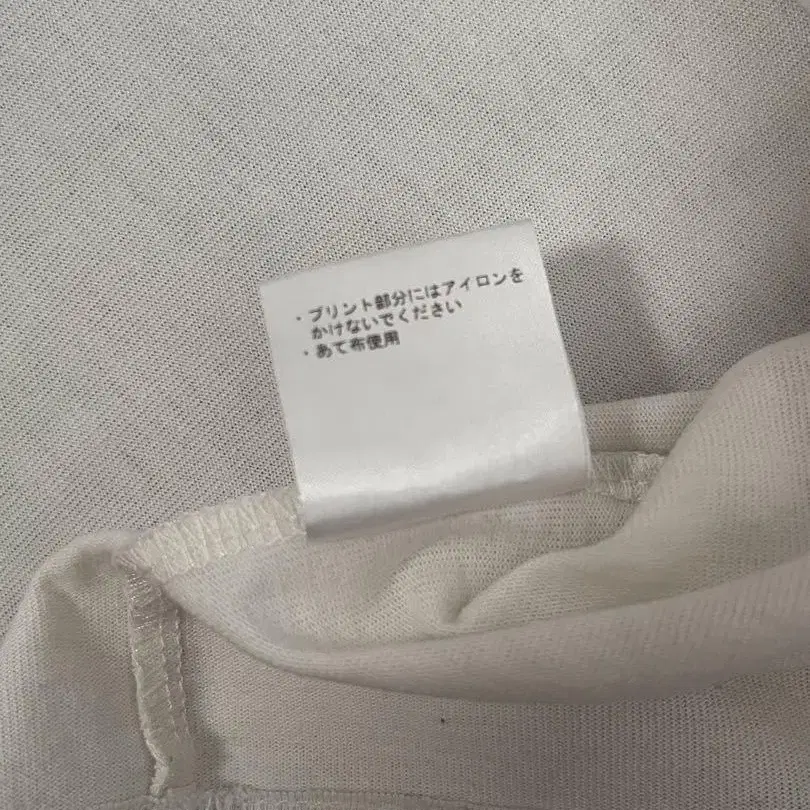 ・プリント部分にはアイロンを
かけないでください
・あて布使用